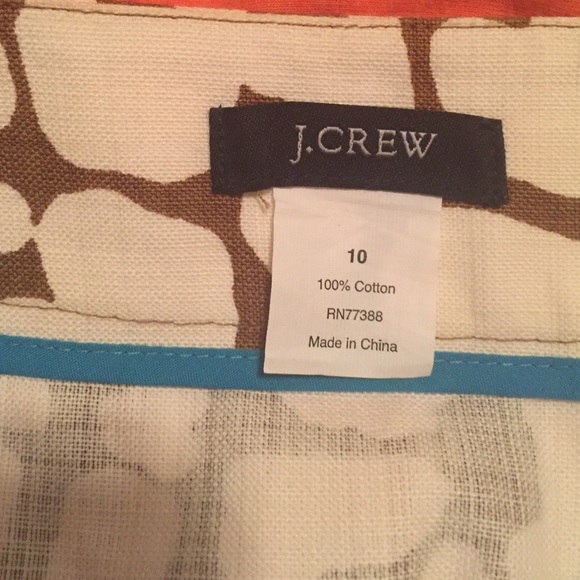 J.CREW
10
100% Cotton
RN77388
Made in China